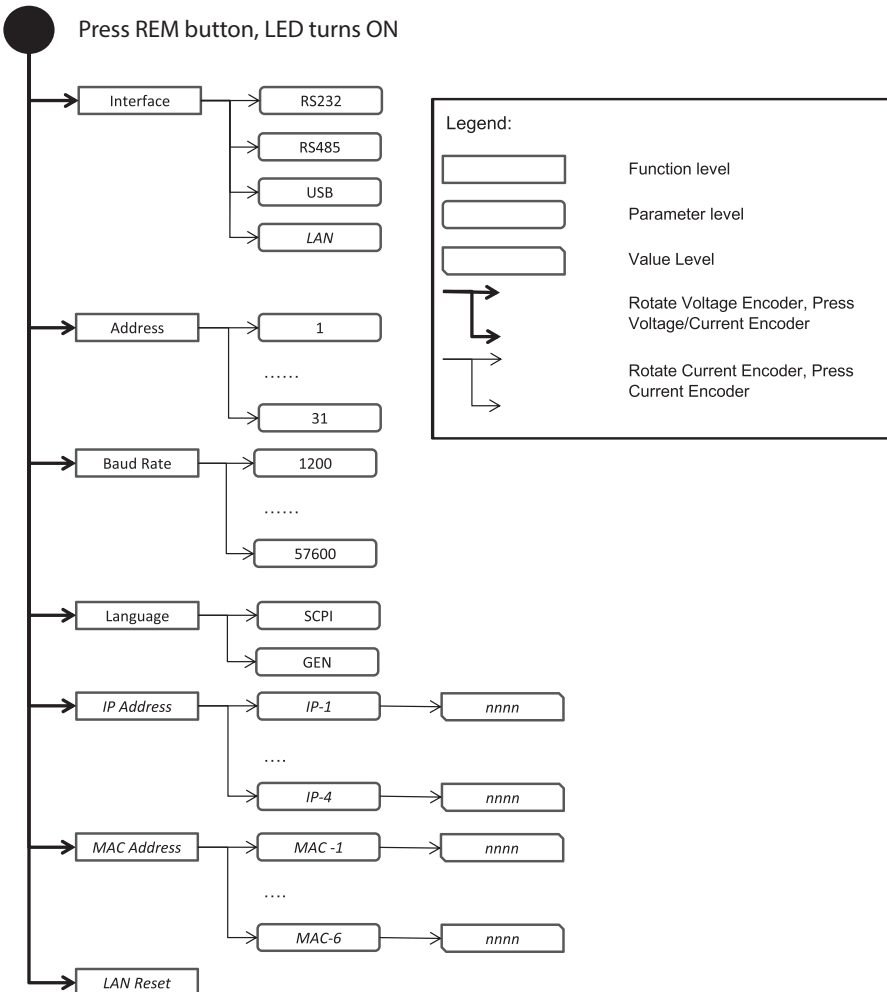 Press REM button, LED turns ON
Interface
RS232
RS485
USB
LAN
Address
1
......
31
Baud Rate
1200
......
57600
Language
SCPI
GEN
IP Address
IP-1
nnnn
....
IP-4
nnnn
MAC Address
MAC -1
nnnn
....
MAC-6
nnnn
LAN Reset
Legend:
Function level
Parameter level
Value Level
Rotate Voltage Encoder, Press
Voltage/Current Encoder
Rotate Current Encoder, Press
Current Encoder